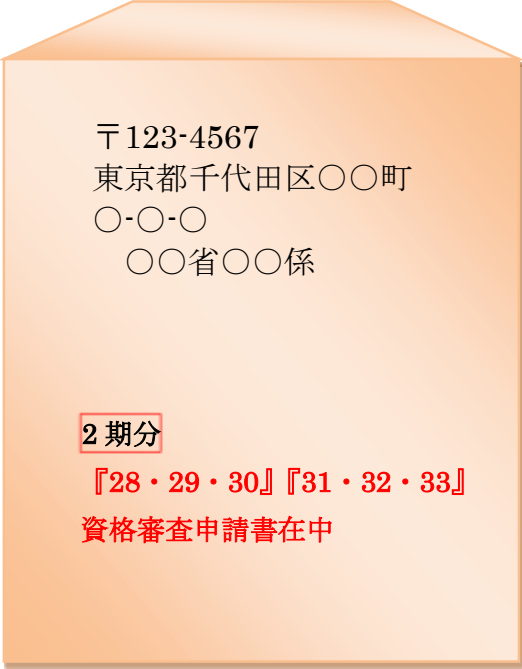 〒123-4567
東京都千代田区○○町
○-○-○
○○省○○係
2期分
『28・29・30』『31・32・33』
資格審査申請書在中